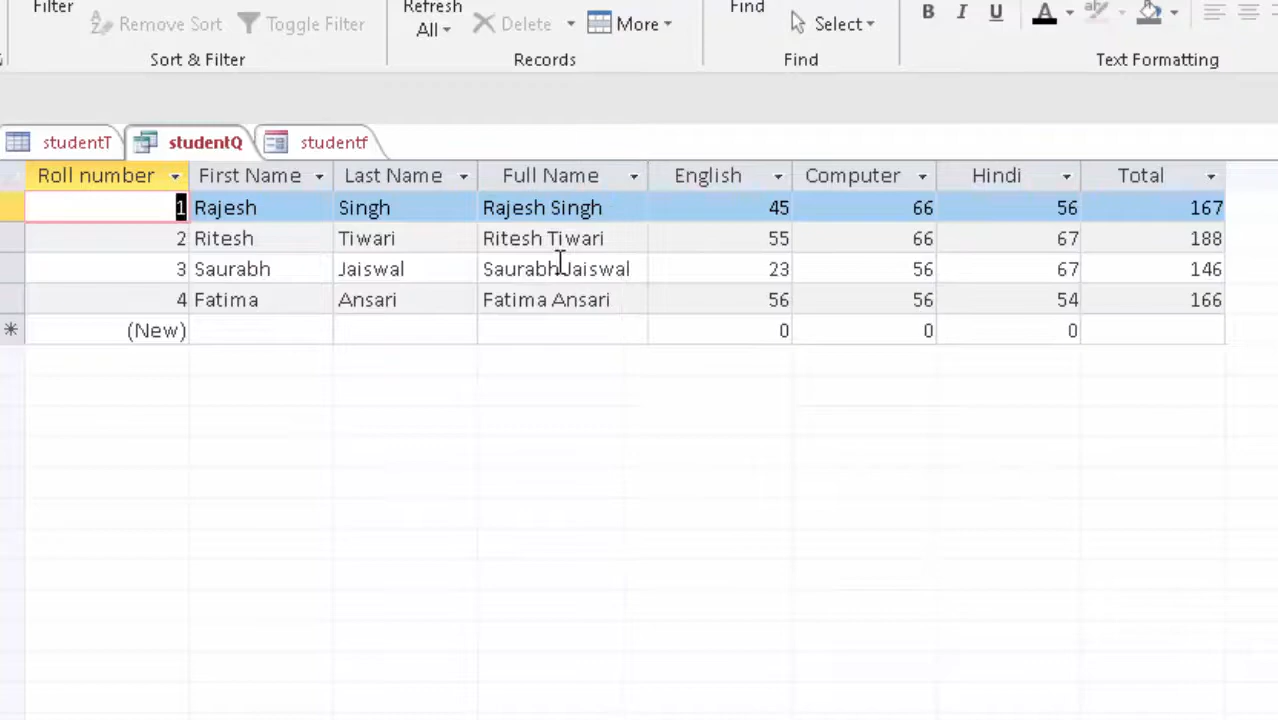 Filter
Remove Sort
Toggle Filter
Sort & Filter
Refresh
All
Delete
More
Records
Find
Select
Find
B I U A
Text Formatting
studentT studentQ studentf
Roll number First Name Last Name Full Name English Computer Hindi Total
1 Rajesh Singh Rajesh Singh 45 66 56 167
2 Ritesh Tiwari Ritesh Tiwari 55 66 67 188
3 Saurabh Jaiswal Saurabh Jaiswal 23 56 67 146
4 Fatima Ansari Fatima Ansari 56 56 54 166
* (New) 0 0 0